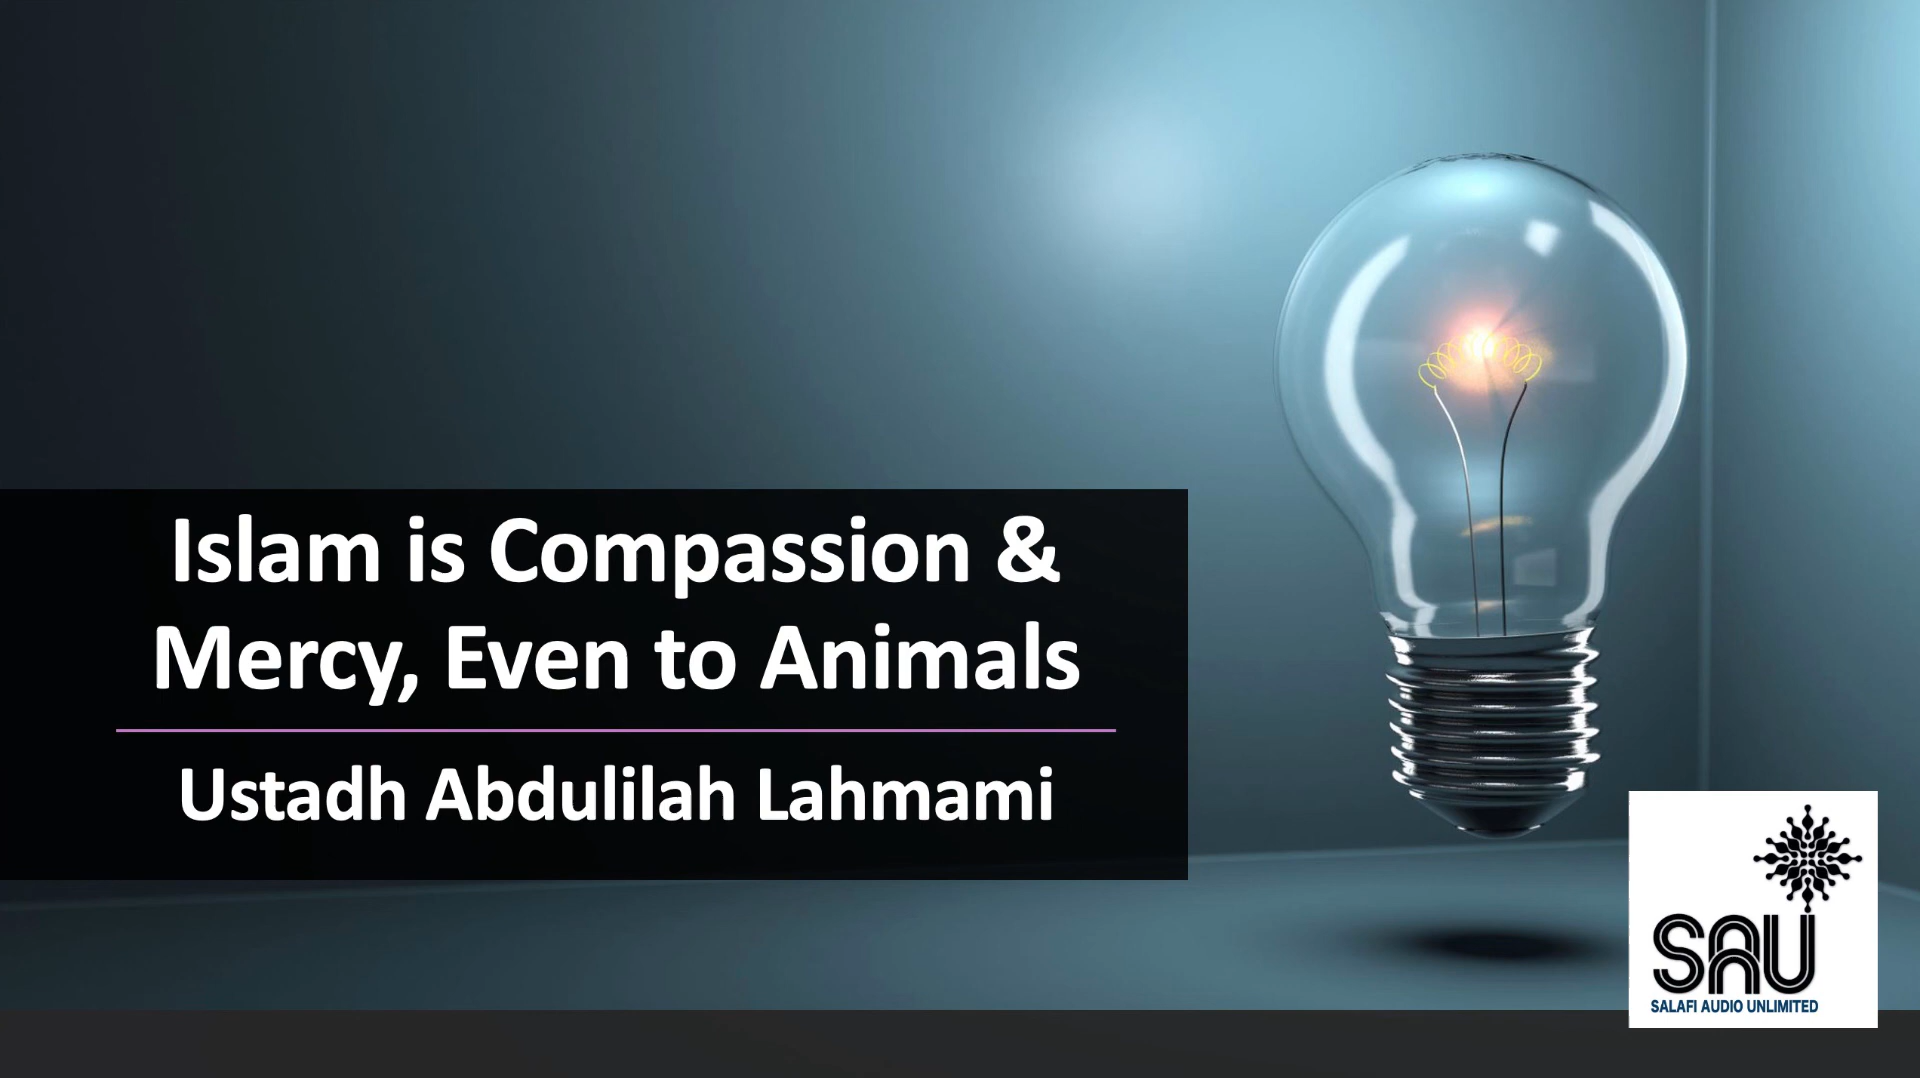 Islam is Compassion &
Mercy, Even to Animals
Ustadh Abdulilah Lahmami
SAU
SALAFI AUDIO UNLIMITED